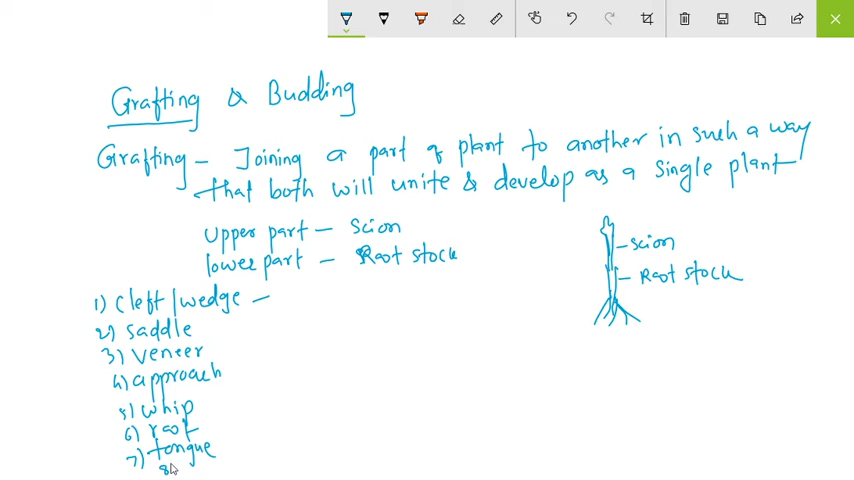 Grafting & Budding
Grafting - Joining a part of plant to another in such a way
that both will unite & develop as a single plant
Upper part - Scion
lower part - Root stock
Scion
Root stock
1) Cleft/wedge -
2) Saddle
3) Veneer
4) approach
5) whip
6) root
7) tongue
8